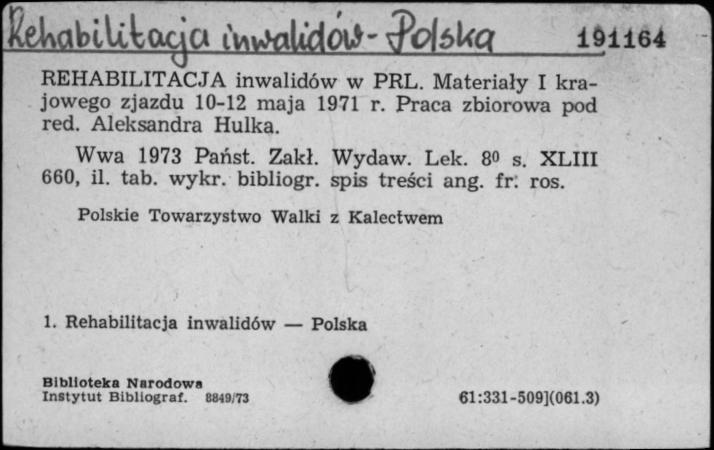 Rehabilitacja inwalidów - Polska 191164
REHABILITACJA inwalidów w PRL. Materiały I kra-
jowego zjazdu 10-12 maja 1971 r. Praca zbiorowa pod
red. Aleksandra Hulka.
Wwa 1973 Państ. Zakł. Wydaw. Lek. 8⁰ s. XLIII
660, il. tab. wykr. bibliogr. spis treści ang. fr. ros.
Polskie Towarzystwo Walki z Kalectwem
1. Rehabilitacja inwalidów — Polska
Biblioteka Narodowa
Instytut Bibliograf. 8849/73 61:331-509](061.3)